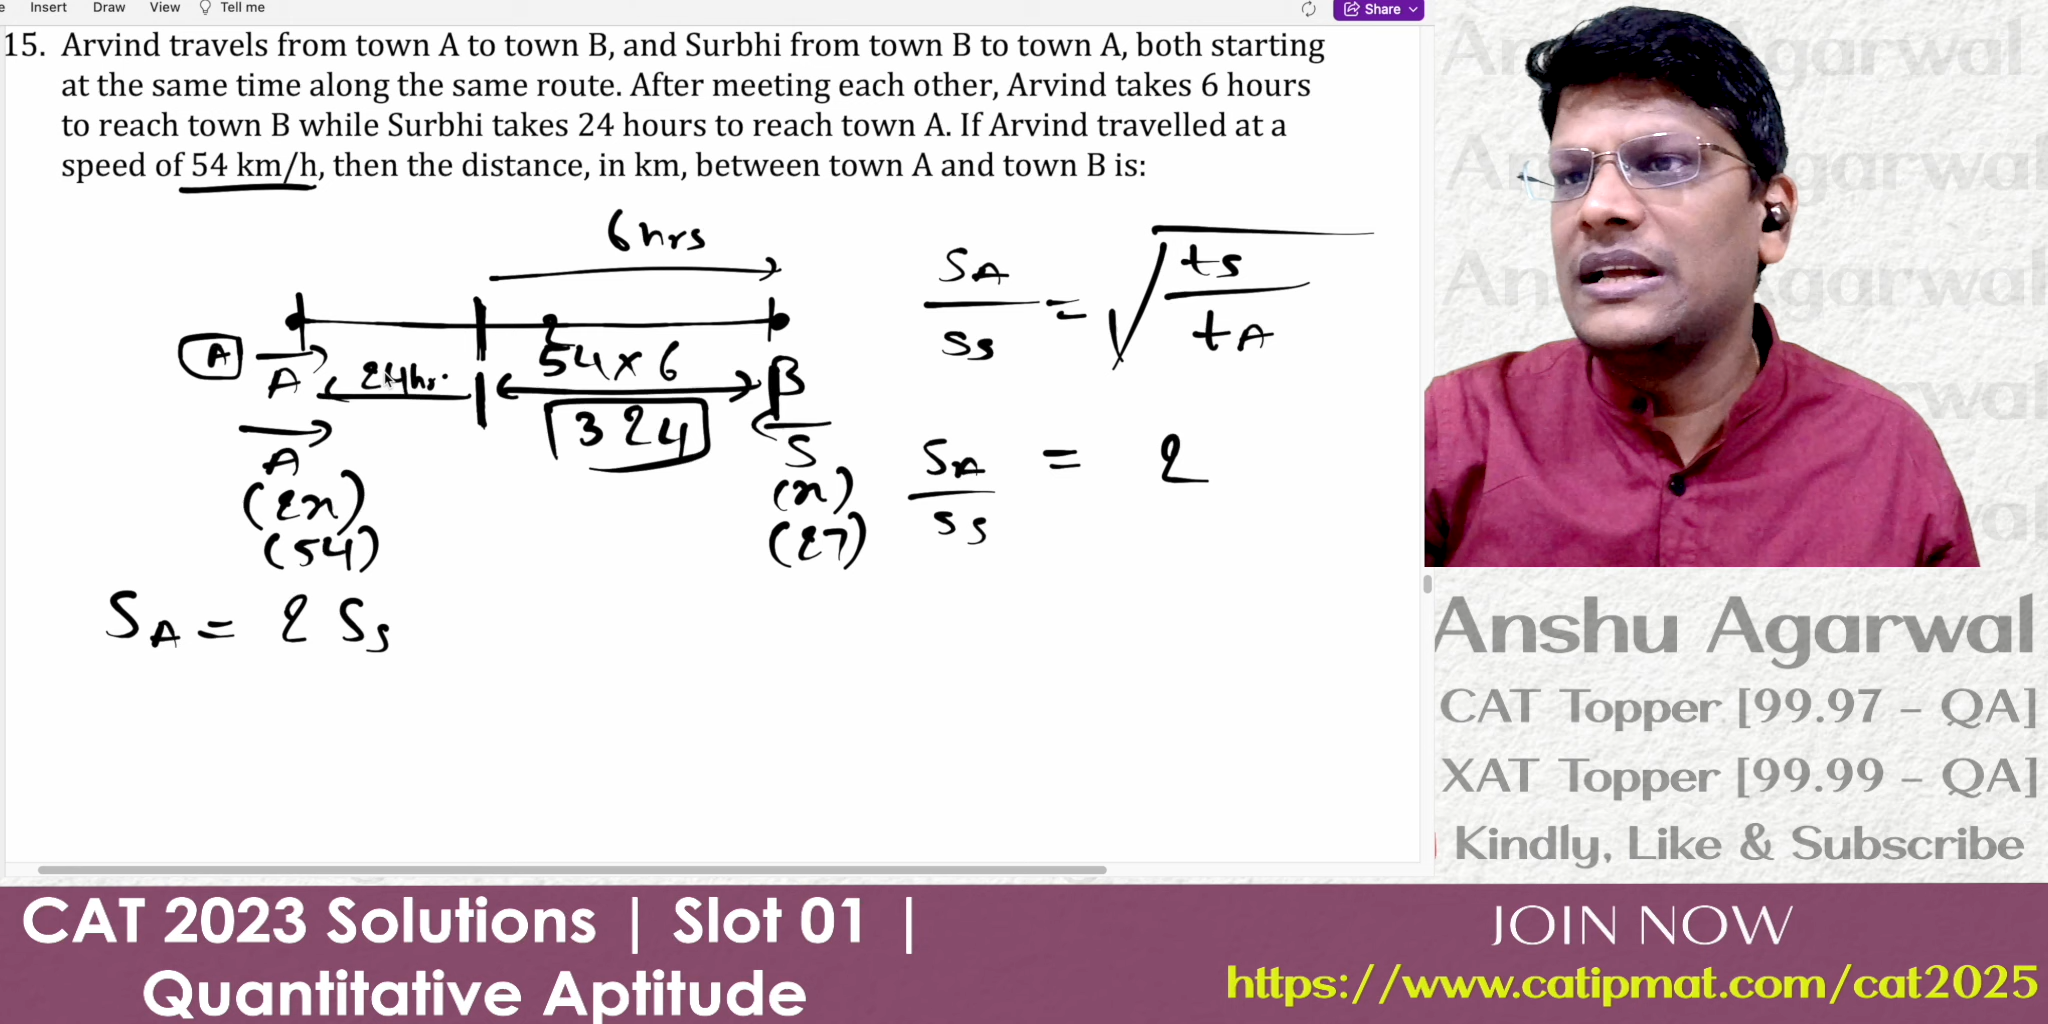 Insert Draw View Tell me
Share
15. Arvind travels from town A to town B, and Surbhi from town B to town A, both starting
at the same time along the same route. After meeting each other, Arvind takes 6 hours
to reach town B while Surbhi takes 24 hours to reach town A. If Arvind travelled at a
speed of 54 km/h, then the distance, in km, between town A and town B is:
6 hrs
A
A
24hr.
54 x 6
B
324
A
S
(2x)
(x)
(54)
(27)
SA = 2 Ss
SA / Ss = √ ts / tA
SA / Ss = 2
Anshu Agarwal
CAT Topper [99.97 – QA]
XAT Topper [99.99 – QA]
Kindly, Like & Subscribe
CAT 2023 Solutions | Slot 01 |
Quantitative Aptitude
JOIN NOW
https://www.catipmat.com/cat2025